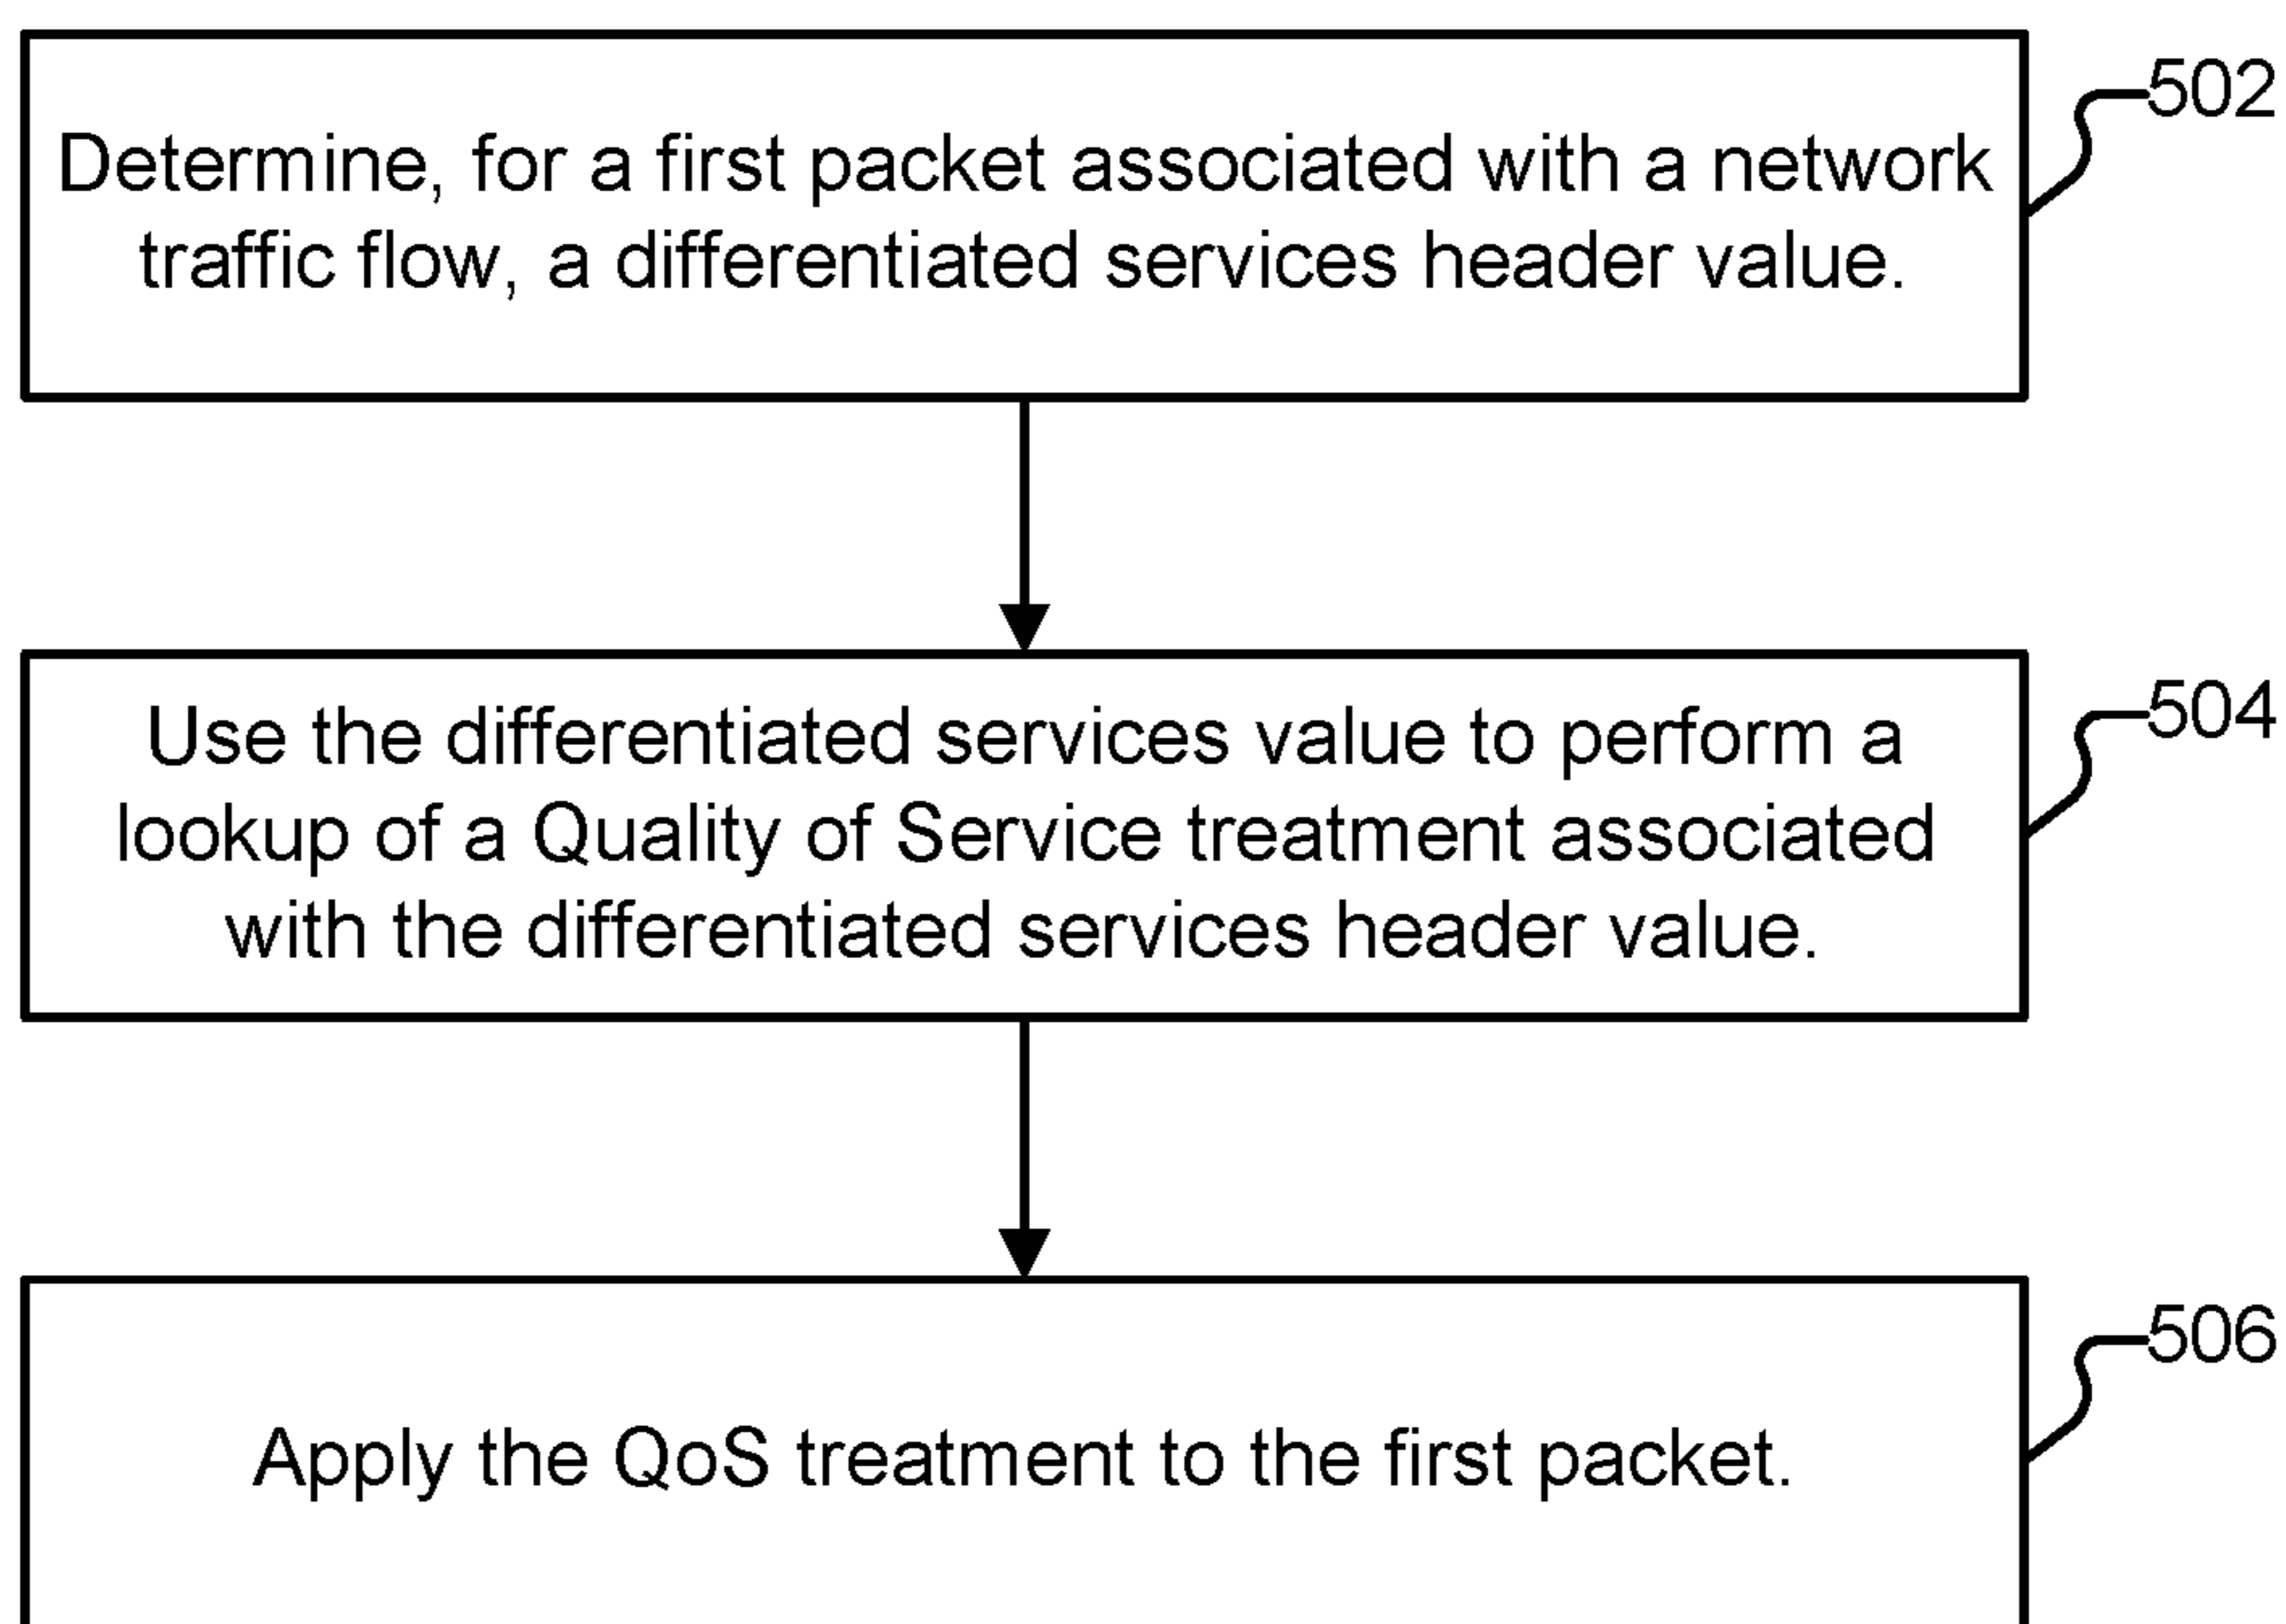 502
Determine, for a first packet associated with a network
traffic flow, a differentiated services header value.
504
Use the differentiated services value to perform a
lookup of a Quality of Service treatment associated
with the differentiated services header value.
506
Apply the QoS treatment to the first packet.